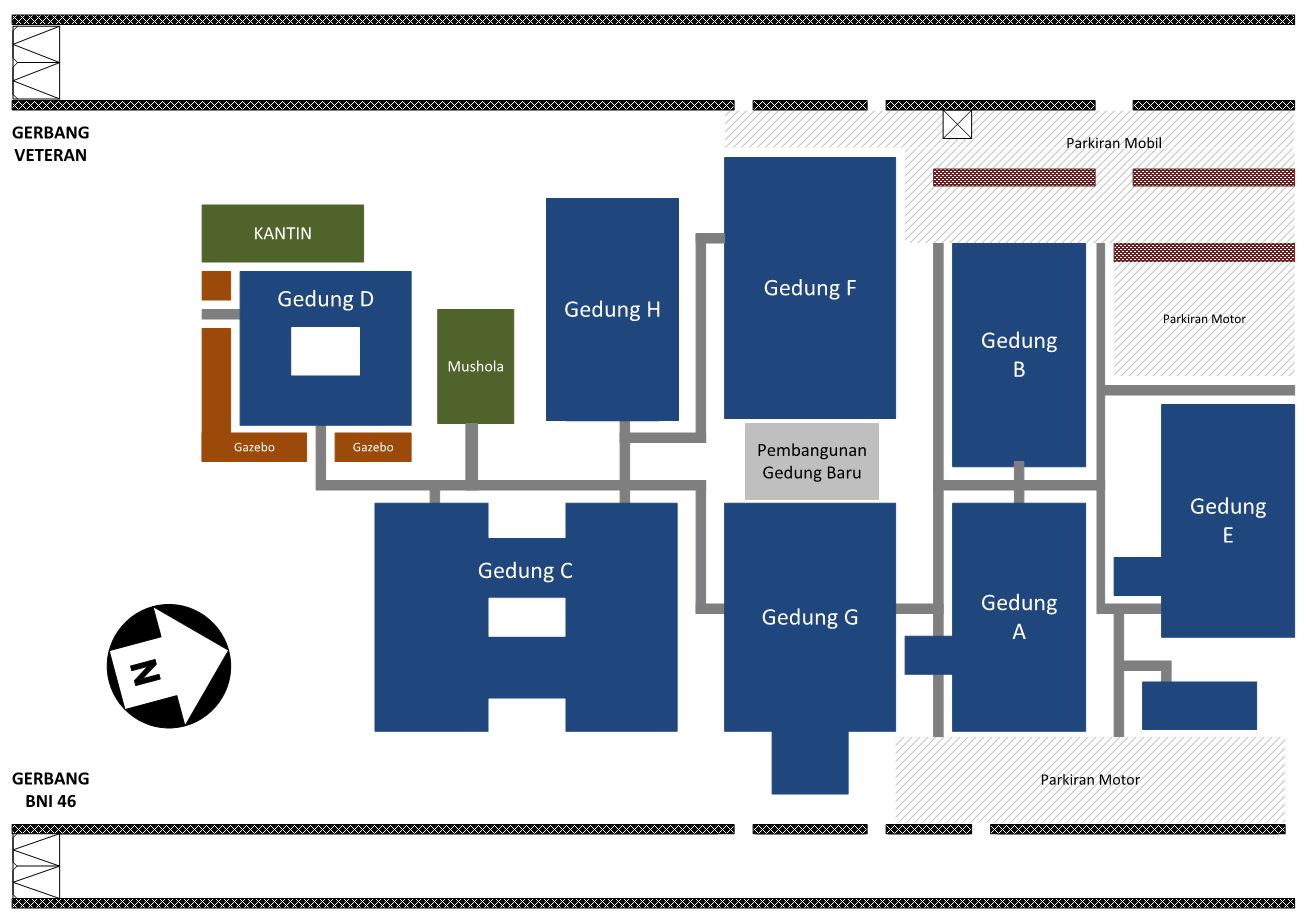 GERBANG
VETERAN
Parkiran Mobil
KANTIN
Gedung D
Gedung H
Gedung F
Parkiran Motor
Gedung
B
Mushola
Gazebo
Gazebo
Pembangunan
Gedung Baru
Gedung
E
Gedung C
Gedung G
Gedung
A
N
GERBANG
BNI 46
Parkiran Motor